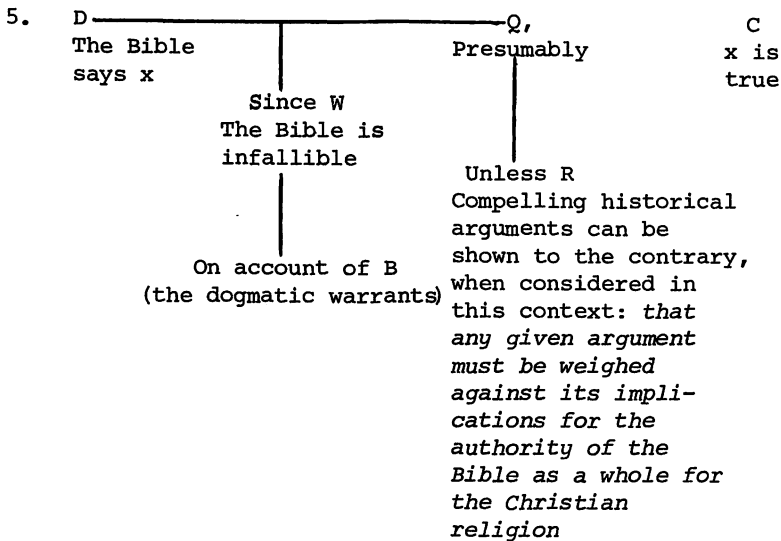 5. D Q, C
The Bible Presumably x is
says x true
Since W
The Bible is
infallible
Unless R
Compelling historical
arguments can be
shown to the contrary,
On account of B when considered in
(the dogmatic warrants) this context: that
any given argument
must be weighed
against its impli-
cations for the
authority of the
Bible as a whole for
the Christian
religion